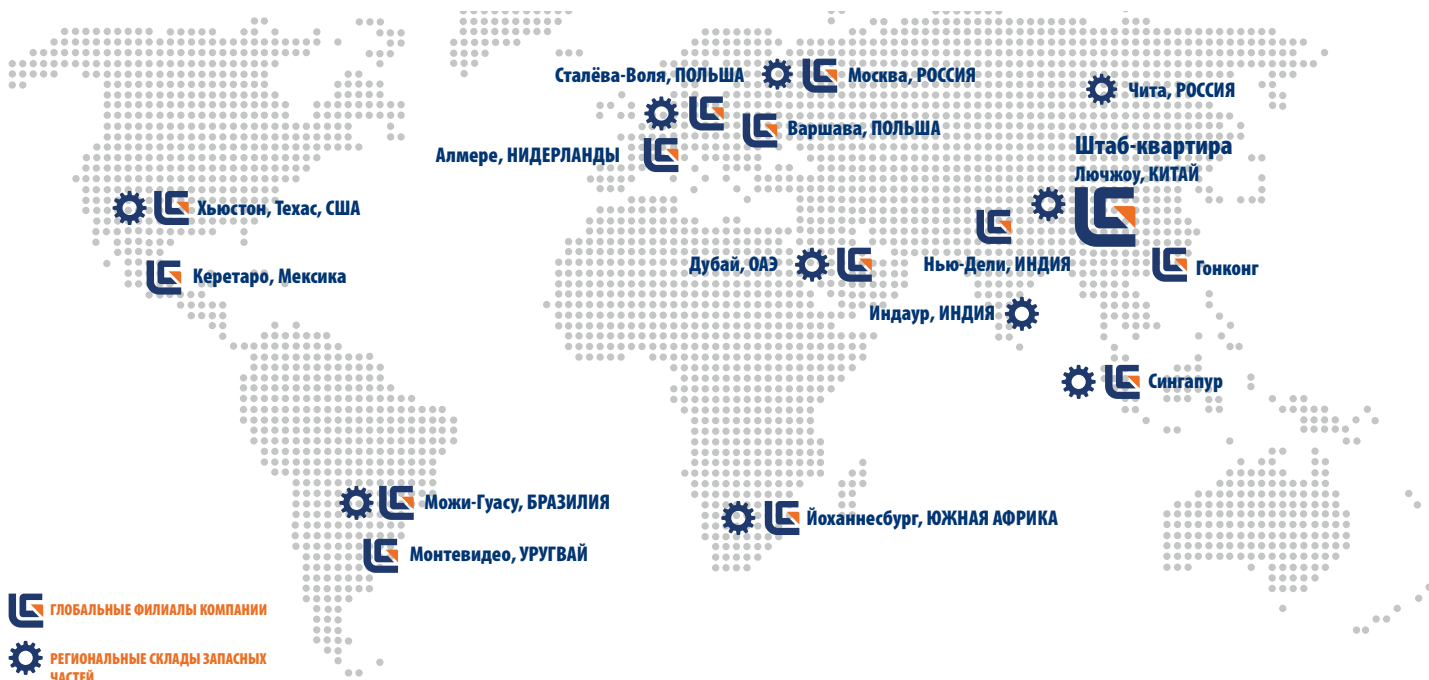 Сталёва-Воля, ПОЛЬША
Москва, РОССИЯ
Чита, РОССИЯ
Варшава, ПОЛЬША
Алмере, НИДЕРЛАНДЫ
Штаб-квартира
Лючжоу, КИТАЙ
Хьюстон, Техас, США
Керетаро, Мексика
Дубай, ОАЭ
Нью-Дели, ИНДИЯ
Гонконг
Индаур, ИНДИЯ
Сингапур
Можи-Гуасу, БРАЗИЛИЯ
Йоханнесбург, ЮЖНАЯ АФРИКА
Монтевидео, УРУГВАЙ
ГЛОБАЛЬНЫЕ ФИЛИАЛЫ КОМПАНИИ
РЕГИОНАЛЬНЫЕ СКЛАДЫ ЗАПАСНЫХ
ЧАСТЕЙ